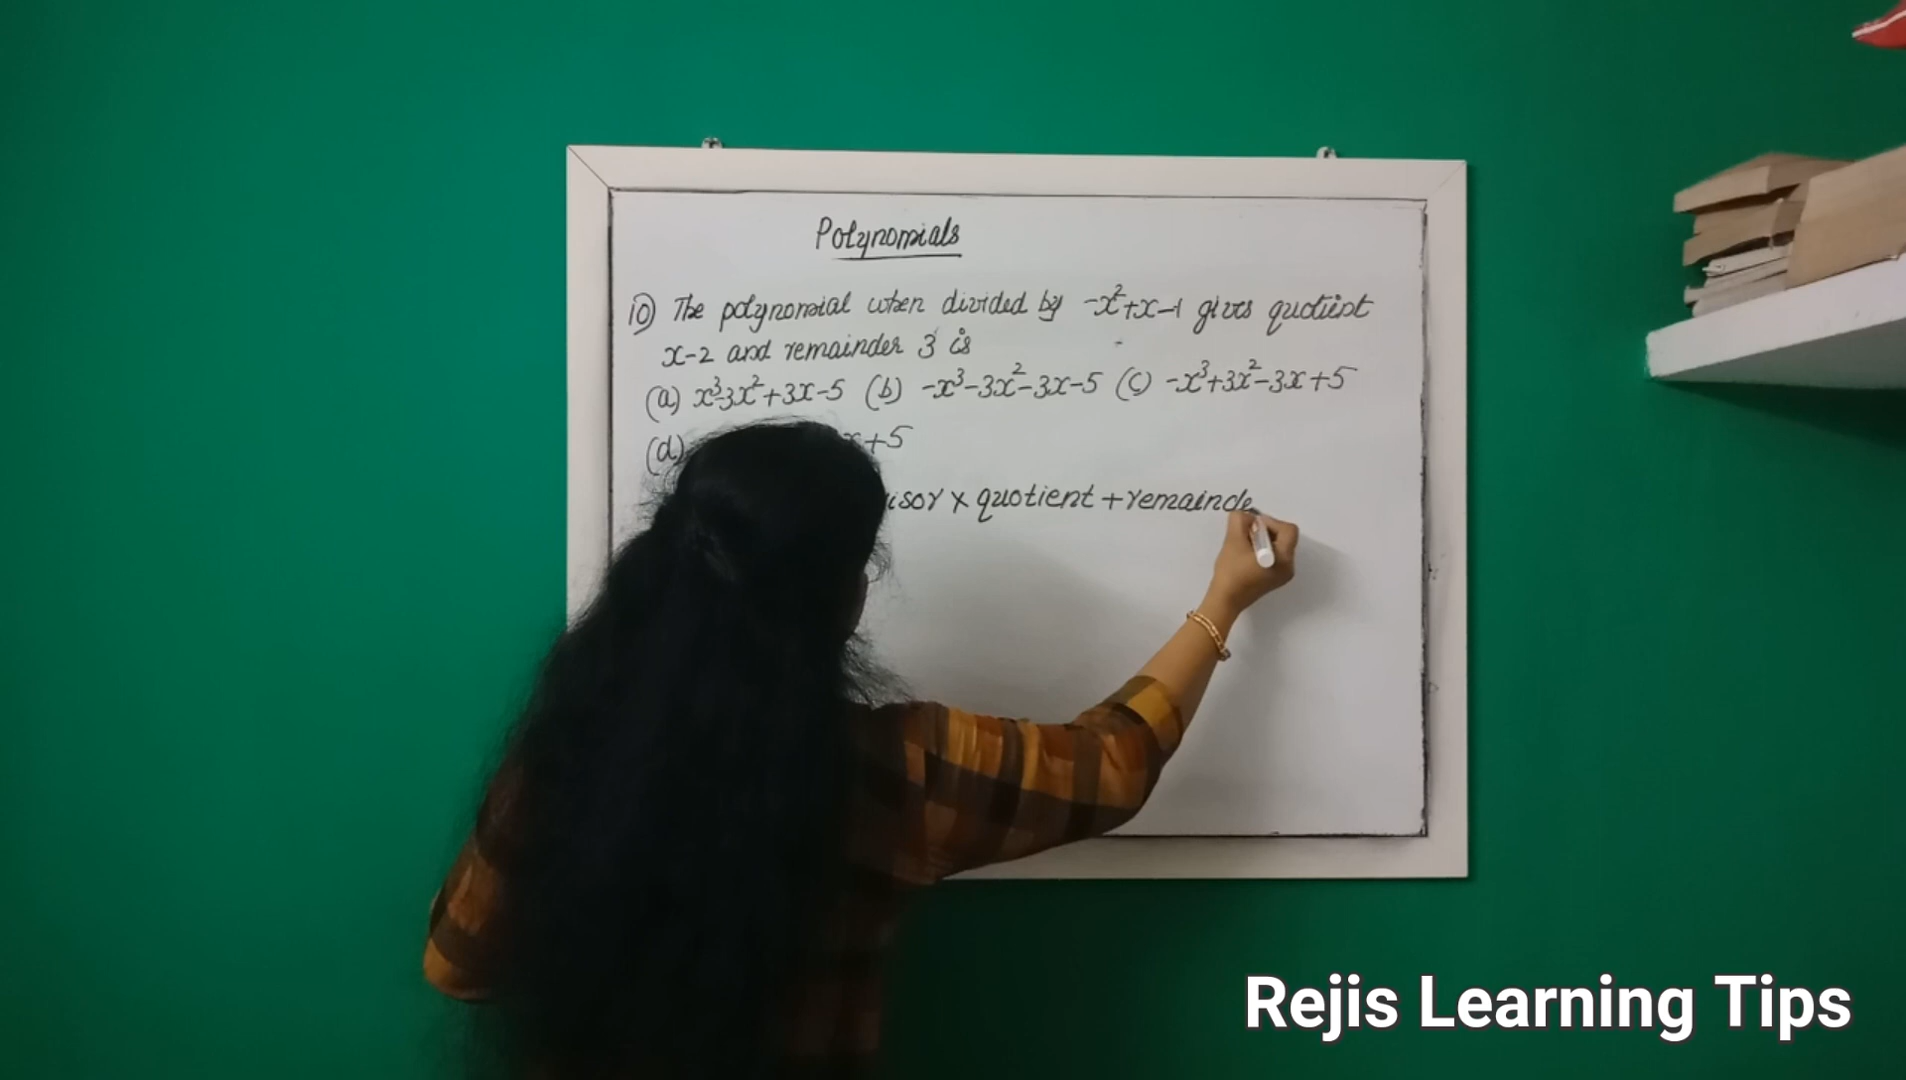 Polynomials
10) The polynomial when divided by -x²+x-1 gives quotient
x-2 and remainder 3 is
(a) x³-3x²+3x-5 (b) -x³-3x²-3x-5 (c) -x³+3x²-3x+5
(d) x+5
x quotient + remainde
Rejis Learning Tips